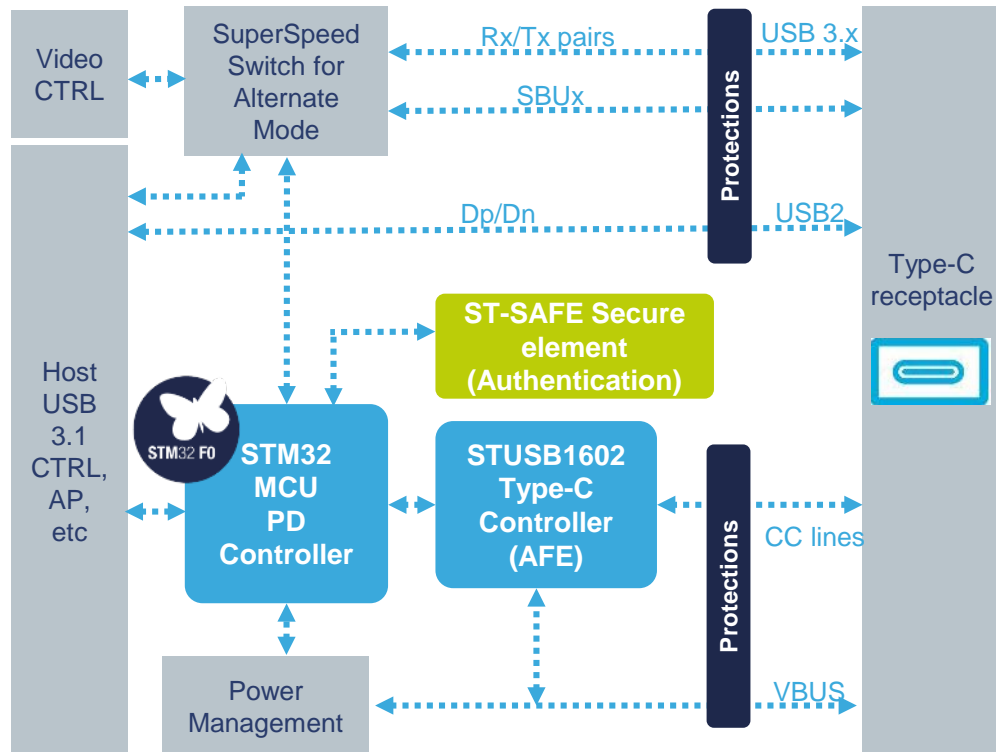 Video
CTRL
SuperSpeed
Switch for
Alternate
Mode
Rx/Tx pairs
USB 3.x
SBUx
Protections
Dp/Dn
USB2
Type-C
receptacle
ST-SAFE Secure
element
(Authentication)
Host
USB
3.1
CTRL,
AP,
etc
STM32 F0
STM32
MCU
PD
Controller
STUSB1602
Type-C
Controller
(AFE)
Protections
CC lines
Power
Management
VBUS